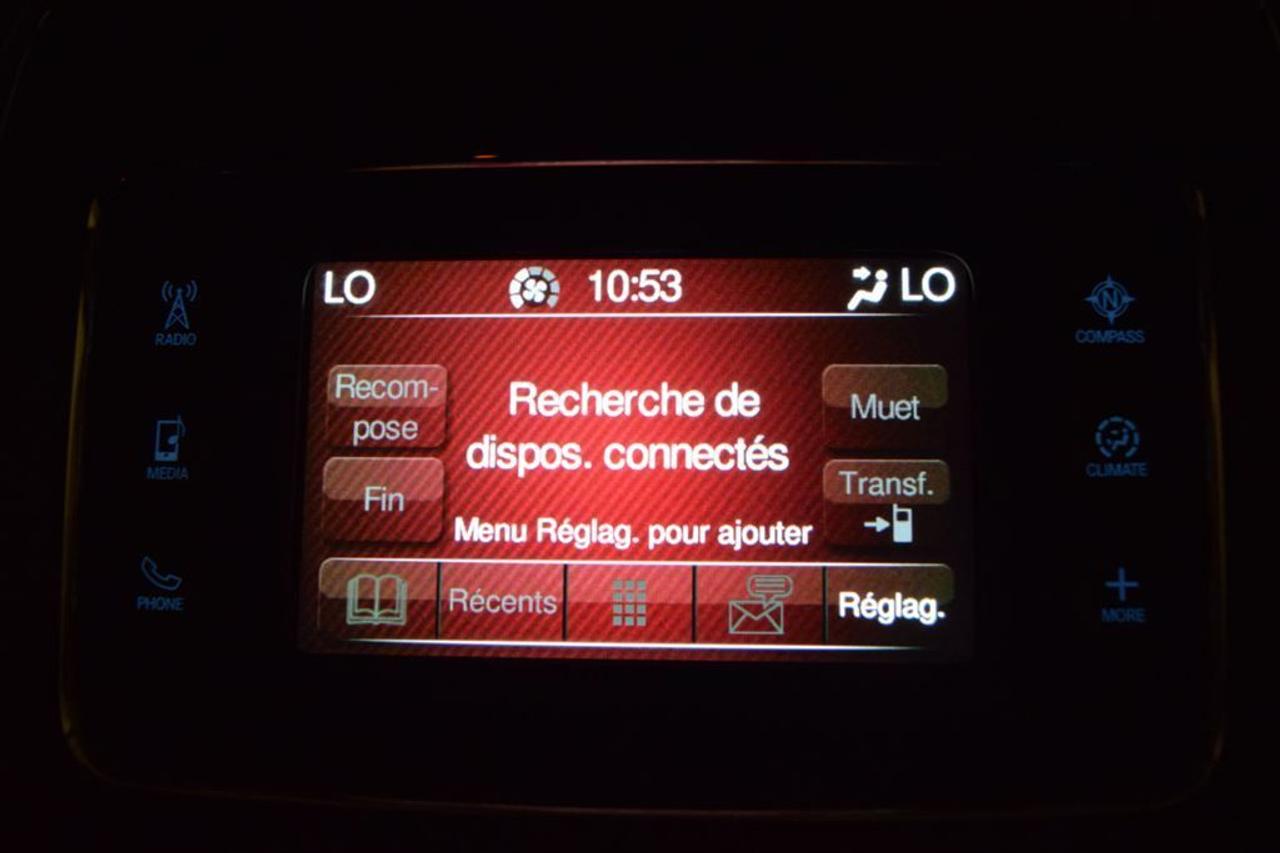 LO 10:53 LO
RADIO
N
COMPASS
Recom-
pose
Recherche de
dispos. connectés
Muet
MEDIA
CLIMATE
Fin
Transf.
Menu Réglag. pour ajouter
PHONE
Récents
Réglag.
MORE